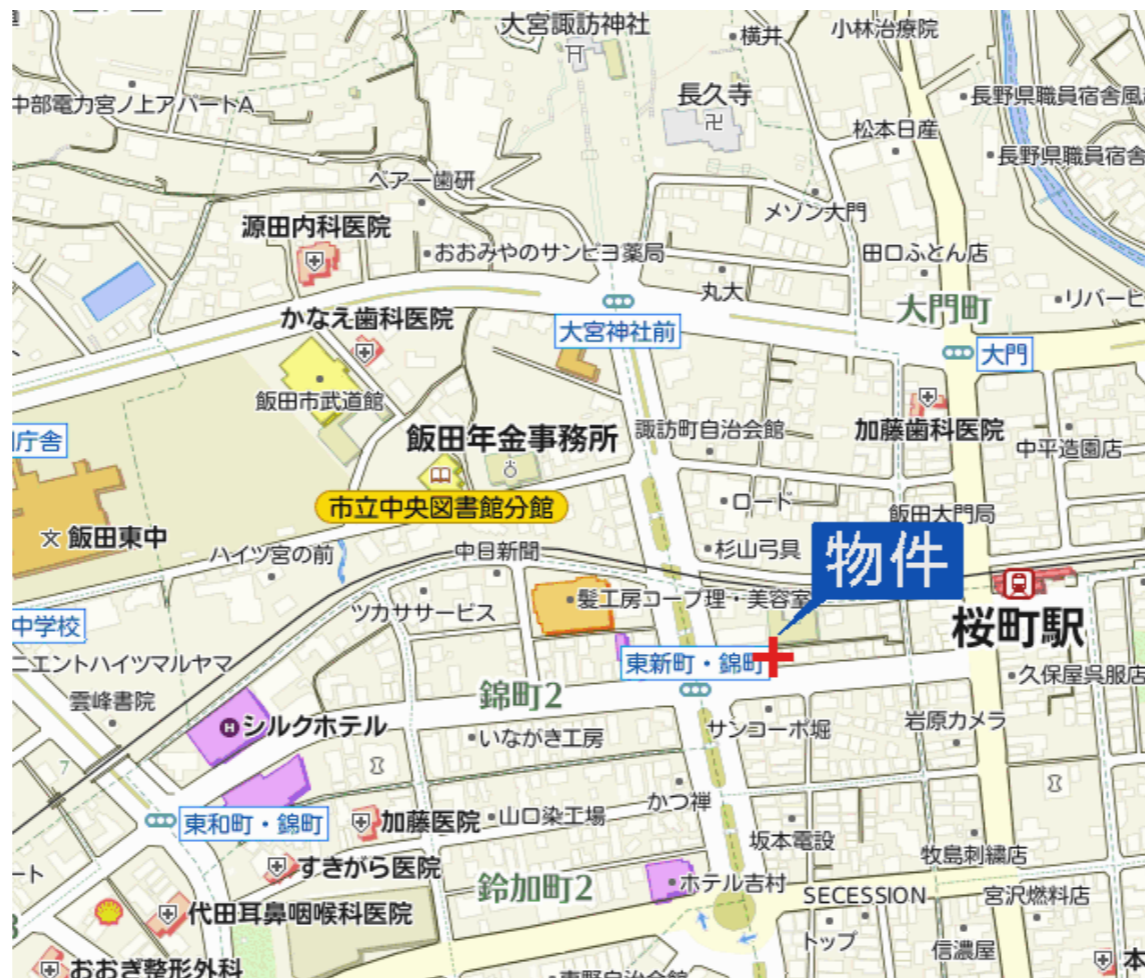 大宮諏訪神社
横井
小林治療院
長久寺
中部電力宮ノ上アパートA
長野県職員宿舎風
松本日産
長野県職員宿舎
ベアー歯研
メゾン大門
源田内科医院
おおみやのサンピヨ薬局
田口ふとん店
丸大
リバーヒ
大門町
かなえ歯科医院
大宮神社前
大門
飯田市武道館
飯田年金事務所
諏訪町自治会館
加藤歯科医院
中平造園店
庁舎
市立中央図書館分館
ロード
飯田大門局
飯田東中
ハイツ宮の前
中日新聞
杉山弓具
物件
ツカササービス
髪工房コープ理・美容室
桜町駅
中学校
ニエントハイツマルヤマ
東新町・錦町
久保屋呉服店
雲峰書院
錦町2
シルクホテル
いながき工房
サンコーポ堀
岩原カメラ
7
かつ禅
東和町・錦町
加藤医院
山口染工場
坂本電設
牧島刺繍店
すきがら医院
ート
鈴加町2
ホテル吉村
SECESSION
宮沢燃料店
代田耳鼻咽喉科医院
トップ
信濃屋
本
おおぎ整形外科